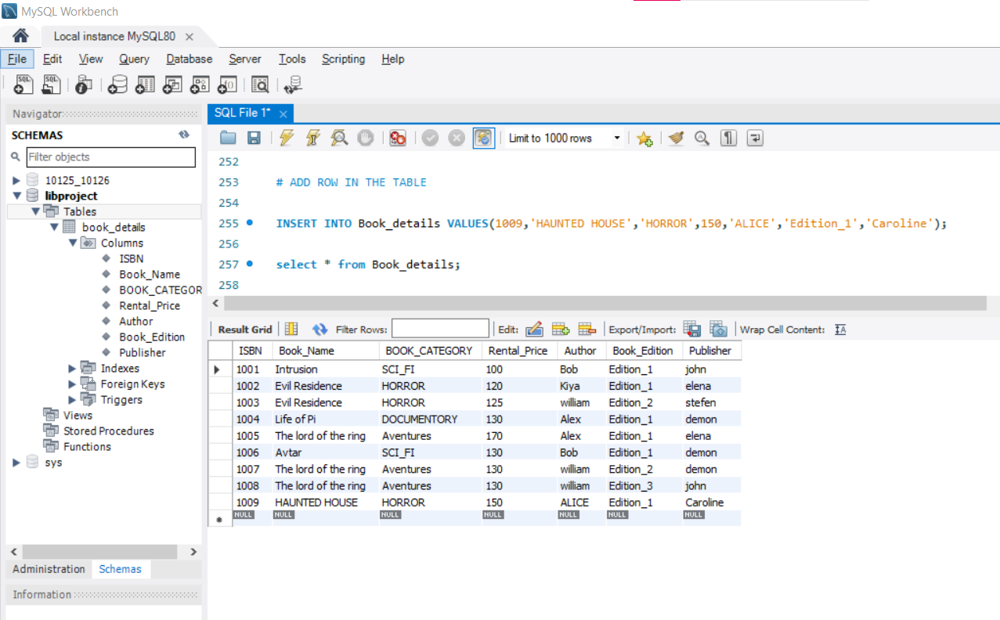 MySQL Workbench
Local instance MySQL80
File Edit View Query Database Server Tools Scripting Help
Navigator
SCHEMAS
Filter objects
10125_10126
libproject
Tables
book_details
Columns
ISBN
Book_Name
BOOK_CATEGOR
Rental_Price
Author
Book_Edition
Publisher
Indexes
Foreign Keys
Triggers
Views
Stored Procedures
Functions
sys
Administration Schemas
Information
SQL File 1*
Limit to 1000 rows
252
253 # ADD ROW IN THE TABLE
254
255 INSERT INTO Book_details VALUES(1009,'HAUNTED HOUSE','HORROR',150,'ALICE','Edition_1','Caroline');
256
257 select * from Book_details;
258
Result Grid Filter Rows: Edit: Export/Import: Wrap Cell Content: IA
ISBN Book_Name BOOK_CATEGORY Rental_Price Author Book_Edition Publisher
1001 Intrusion SCI_FI 100 Bob Edition_1 john
1002 Evil Residence HORROR 120 Kiya Edition_1 elena
1003 Evil Residence HORROR 125 william Edition_2 stefen
1004 Life of Pi DOCUMENTORY 130 Alex Edition_1 demon
1005 The lord of the ring Aventures 170 Alex Edition_1 elena
1006 Avtar SCI_FI 130 Bob Edition_1 demon
1007 The lord of the ring Aventures 130 william Edition_2 demon
1008 The lord of the ring Aventures 130 william Edition_3 john
1009 HAUNTED HOUSE HORROR 150 ALICE Edition_1 Caroline
NULL NULL NULL NULL NULL NULL NULL